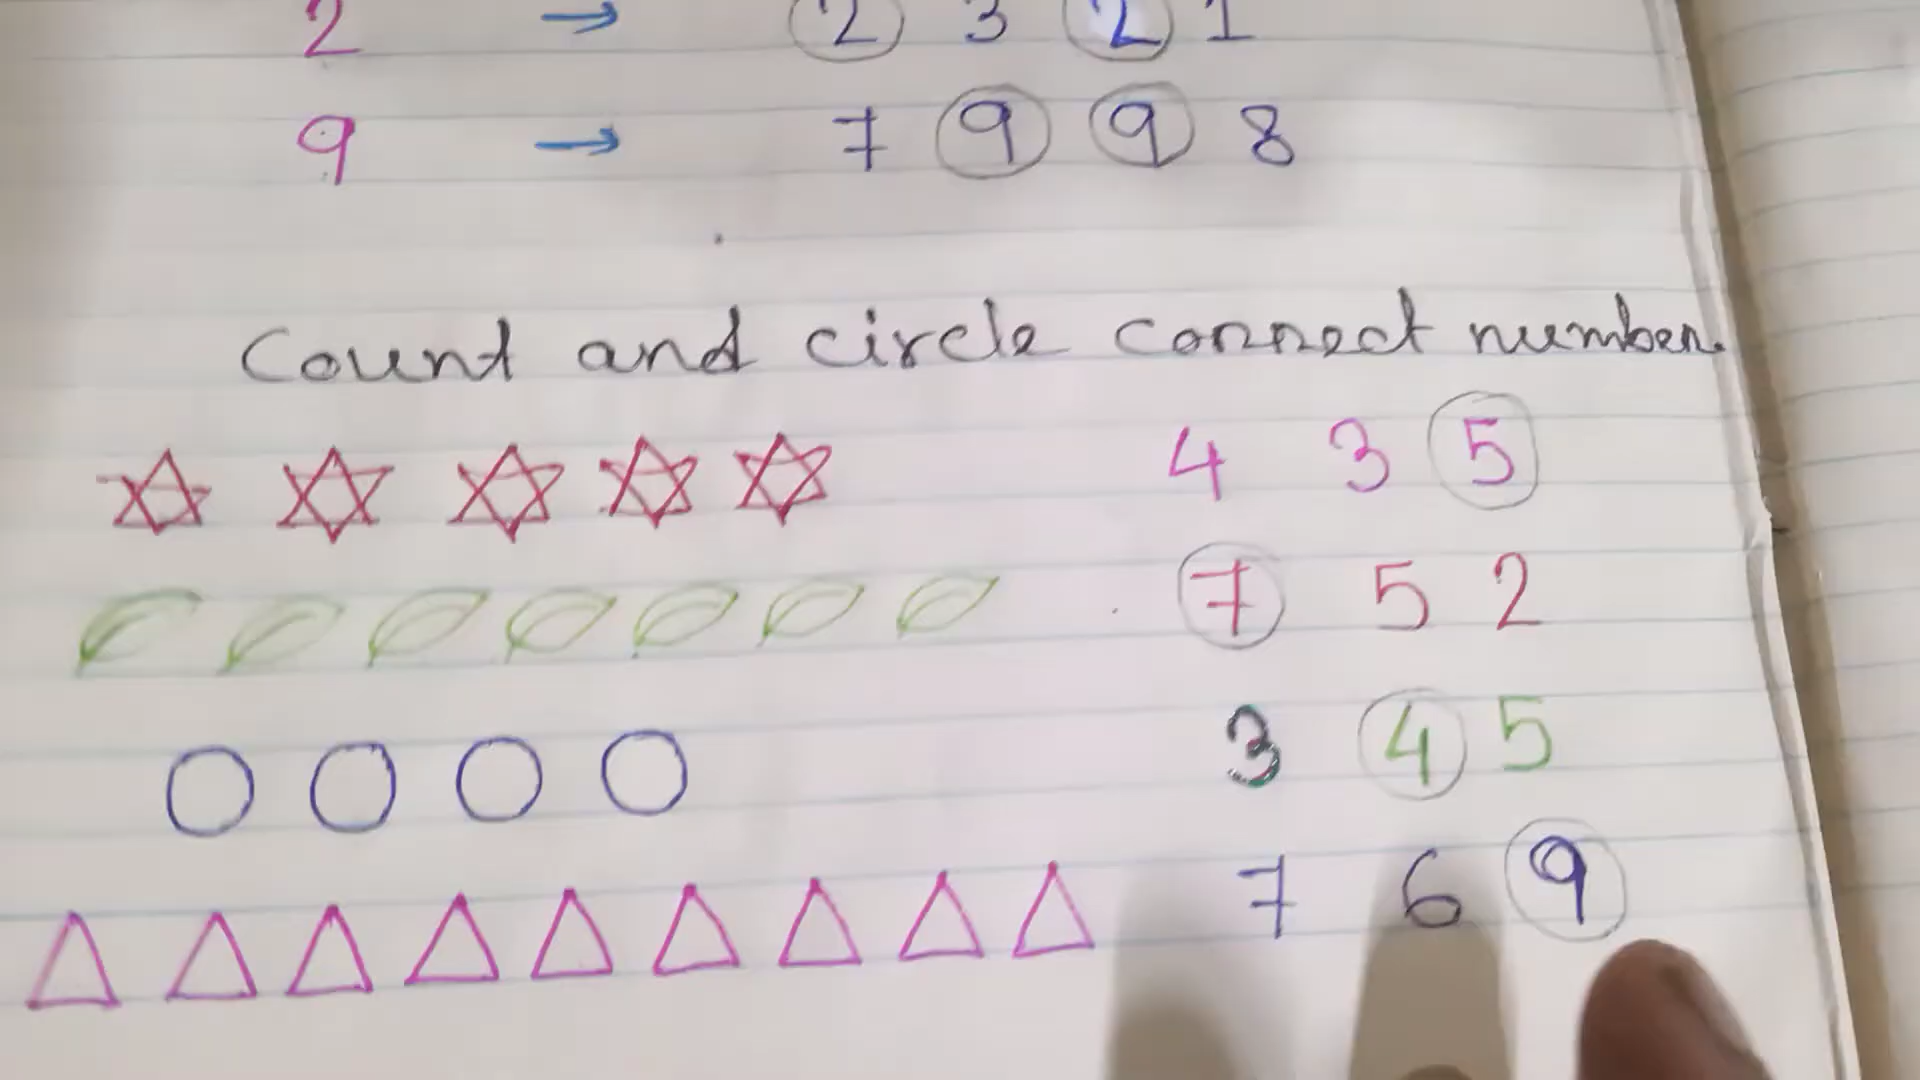 2 → 2 3 2 1
9 → 7 9 9 8
Count and circle correct number.
4 3 5
7 5 2
3 4 5
7 6 9